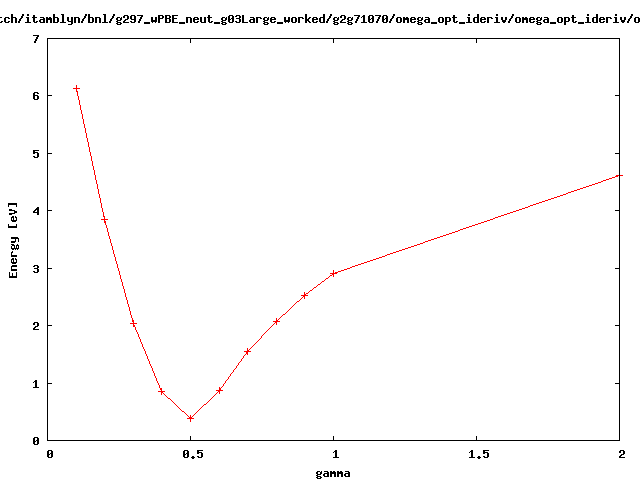 tch/itamblyn/bnl/g297_wPBE_neut_g03Large_worked/g2g71070/omega_opt_ideriv/omega_opt_ideriv/o
7
6
5
4
3
2
1
0
Energy [eV]
0 0.5 1 1.5 2
gamma